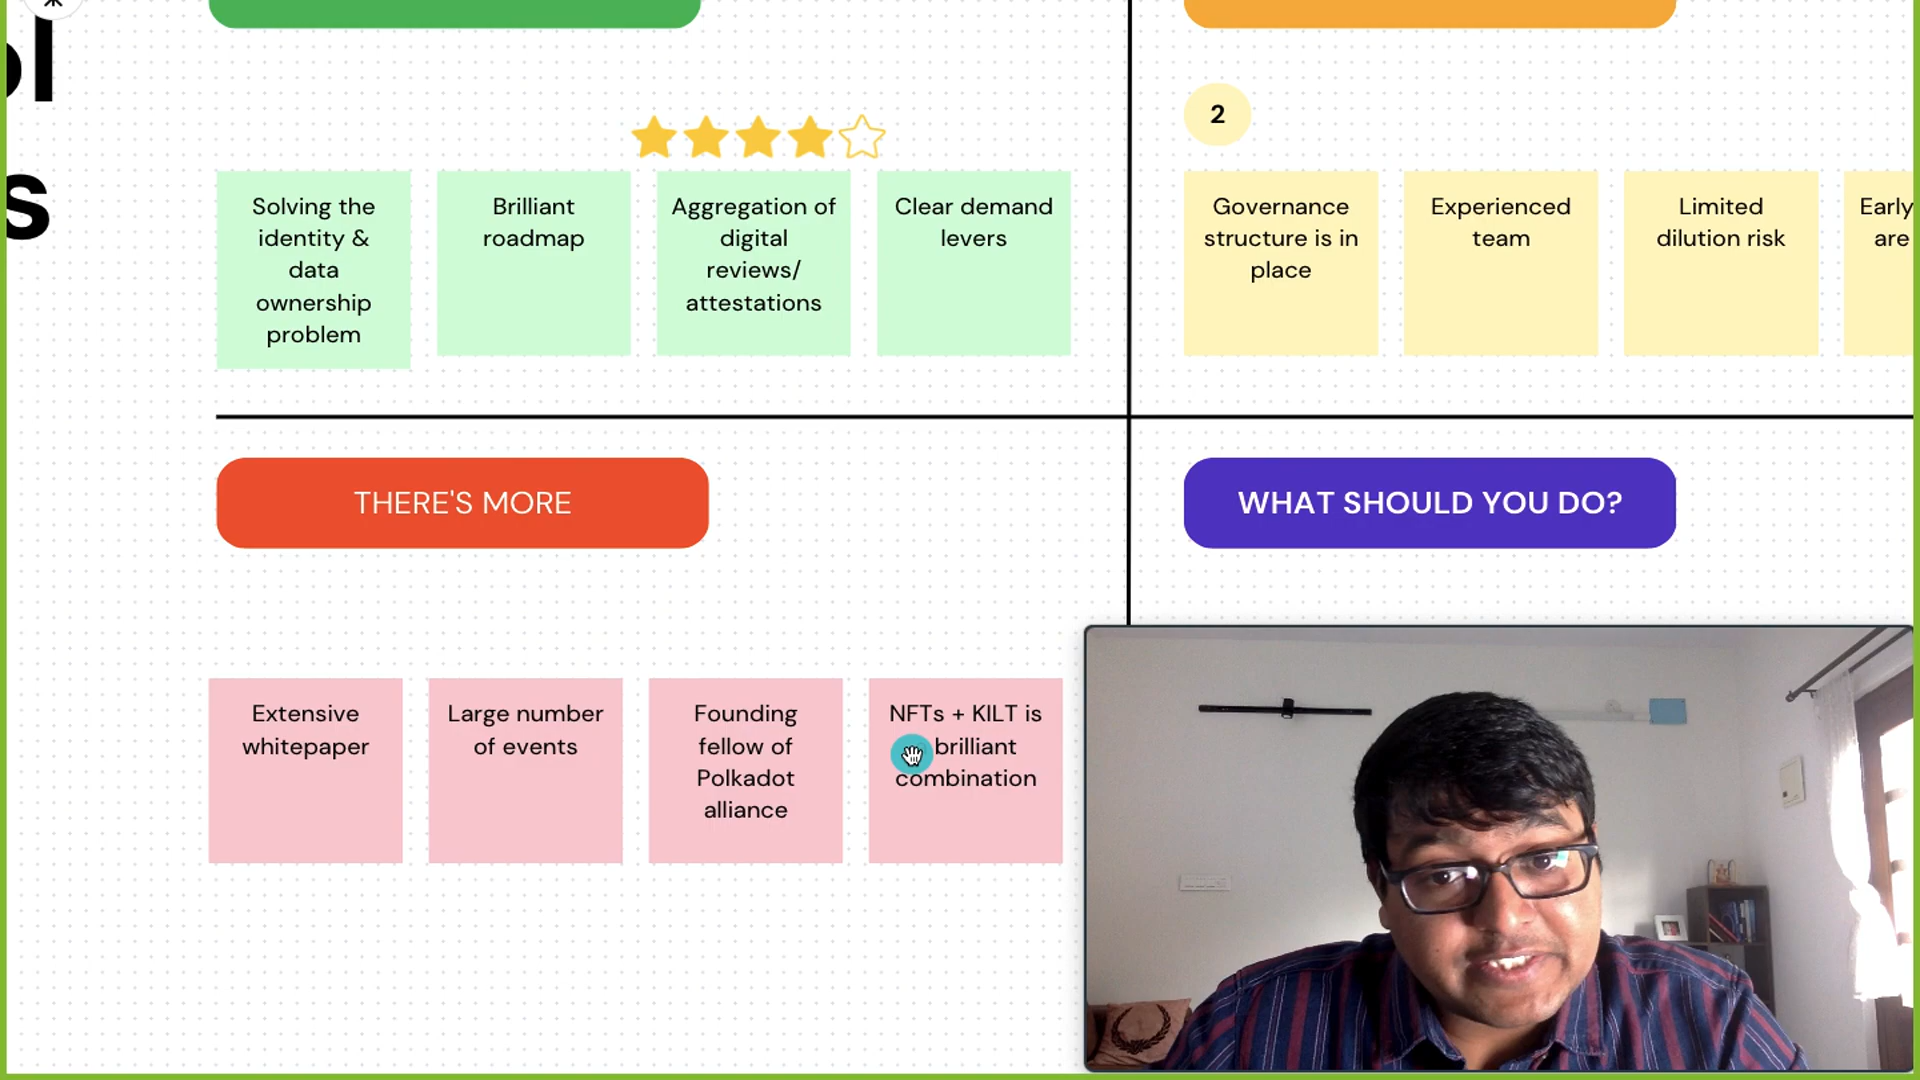 ol
s
2
Solving the
identity &
data
ownership
problem
Brilliant
roadmap
Aggregation of
digital
reviews/
attestations
Clear demand
levers
Governance
structure is in
place
Experienced
team
Limited
dilution risk
Early
are
THERE'S MORE
WHAT SHOULD YOU DO?
Extensive
whitepaper
Large number
of events
Founding
fellow of
Polkadot
alliance
NFTs + KILT is
brilliant
combination